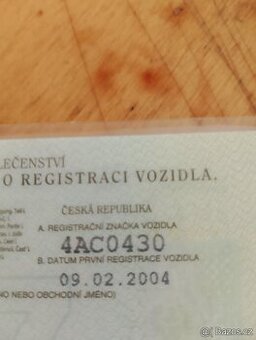 LEČENSTVÍ
O REGISTRACI VOZIDLA.
ČESKÁ REPUBLIKA
A. REGISTRAČNÍ ZNAČKA VOZIDLA
4AC0430
B. DATUM PRVNÍ REGISTRACE VOZIDLA
09.02.2004
NO NEBO OBCHODNÍ JMÉNO)
Bazos.cz